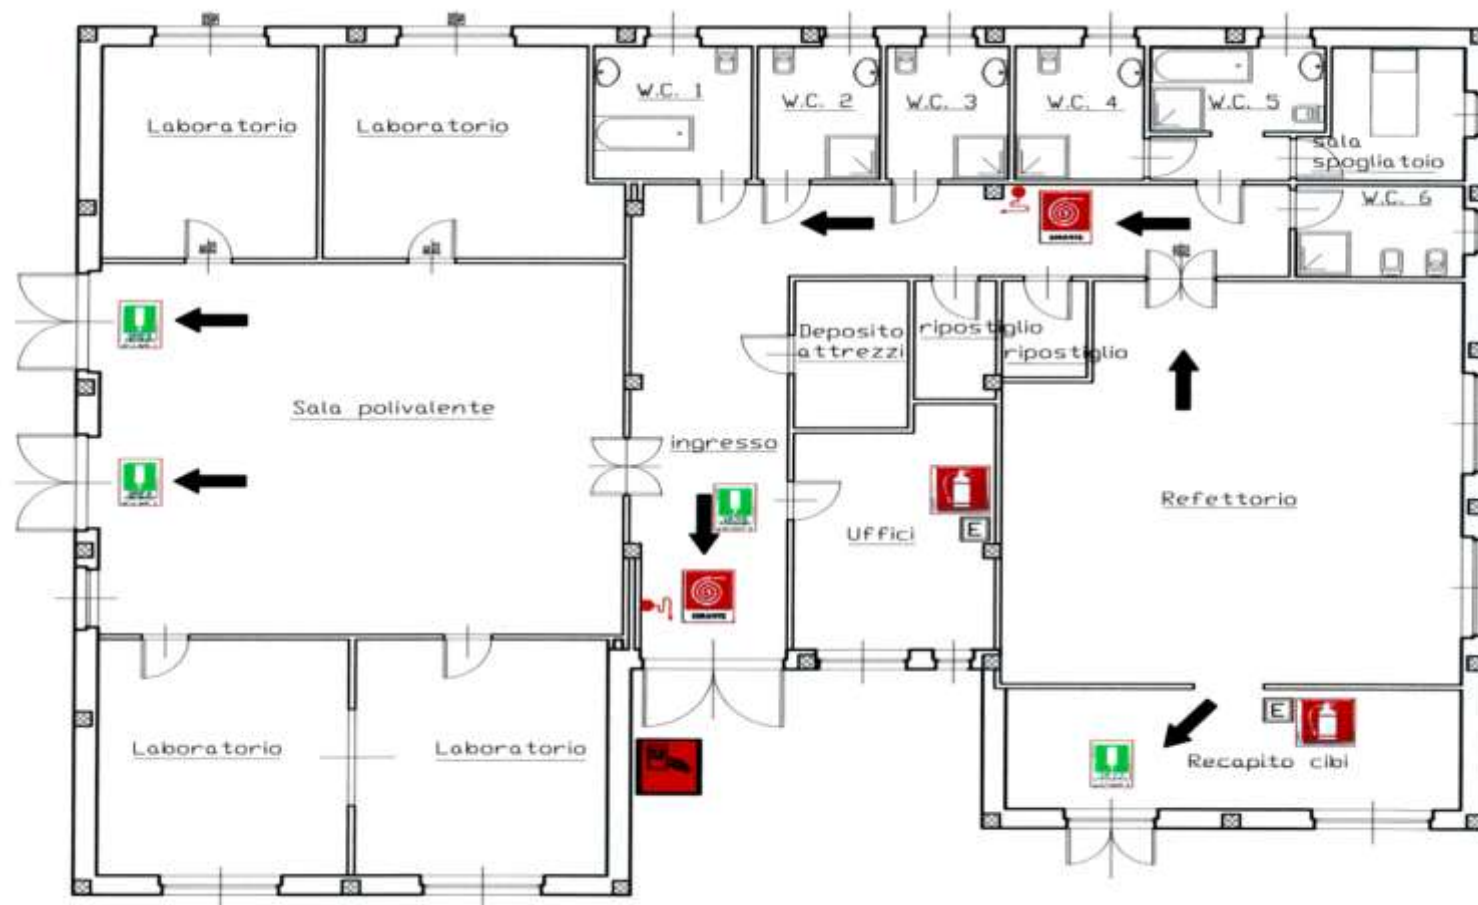 Laboratorio
Laboratorio
W.C. 1
W.C. 2
W.C. 3
W.C. 4
W.C. 5
sala
spogliatoio
W.C. 6
Deposito
attrezzi
ripostiglio
ripostiglio
Sala polivalente
ingresso
Refettorio
Uffici
E
E
Laboratorio
Laboratorio
Recapito cibi